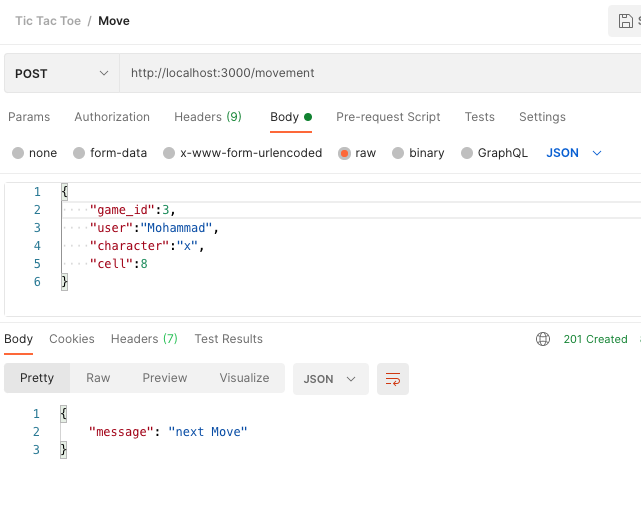 Tic Tac Toe / Move
POST http://localhost:3000/movement
Params Authorization Headers (9) Body Pre-request Script Tests Settings
none form-data x-www-form-urlencoded raw binary GraphQL JSON
1 {
2 "game_id":3,
3 "user":"Mohammad",
4 "character":"x",
5 "cell":8
6 }
Body Cookies Headers (7) Test Results 201 Created
Pretty Raw Preview Visualize JSON
1 {
2 "message": "next Move"
3 }